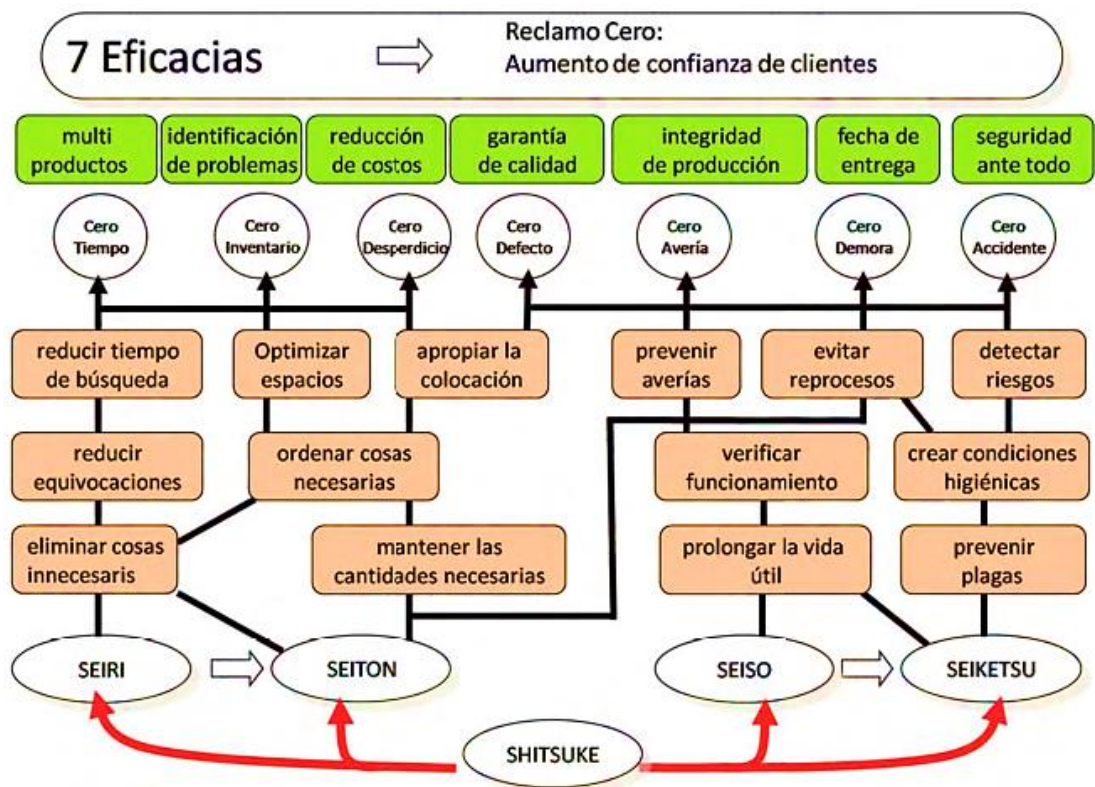 7 Eficacias
Reclamo Cero:
Aumento de confianza de clientes
multi
productos
identificación
de problemas
reducción
de costos
garantía
de calidad
integridad
de producción
fecha de
entrega
seguridad
ante todo
Cero
Tiempo
Cero
Inventario
Cero
Desperdicio
Cero
Defecto
Cero
Avería
Cero
Demora
Cero
Accidente
reducir tiempo
de búsqueda
Optimizar
espacios
apropiar la
colocación
prevenir
averías
evitar
reprocesos
detectar
riesgos
reducir
equivocaciones
ordenar cosas
necesarias
verificar
funcionamiento
crear condiciones
higiénicas
eliminar cosas
innecesaris
mantener las
cantidades necesarias
prolongar la vida
útil
prevenir
plagas
SEIRI
SEITON
SEISO
SEIKETSU
SHITSUKE